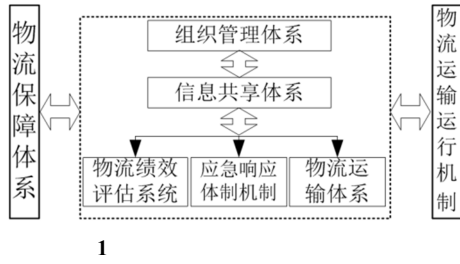 物流保障体系
组织管理体系
信息共享体系
物流绩效
评估系统
应急响应
体制机制
物流运
输体系
物流运输运行机制
1